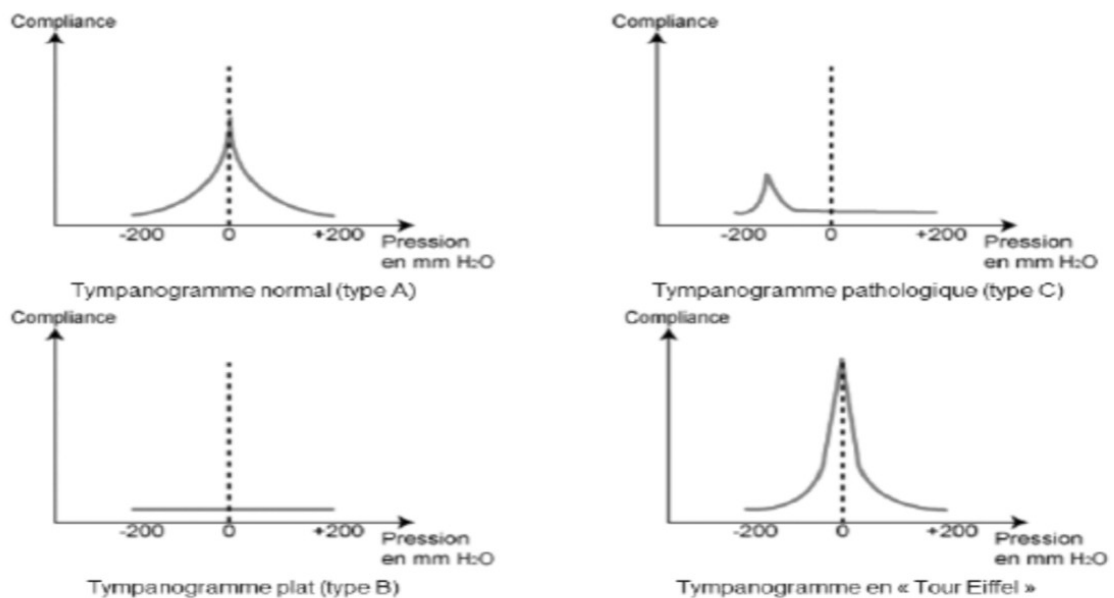 Compliance
-200 0 +200 Pression
en mm H₂O
Tympanogramme normal (type A)
Compliance
-200 0 +200 Pression
en mm H₂O
Tympanogramme pathologique (type C)
Compliance
-200 0 +200 Pression
en mm H₂O
Tympanogramme plat (type B)
Compliance
-200 0 +200 Pression
en mm H₂O
Tympanogramme en « Tour Eiffel »